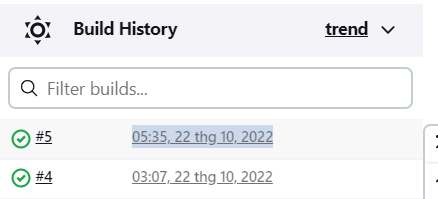 Build History trend
Filter builds...
#5 05:35, 22 thg 10, 2022
#4 03:07, 22 thg 10, 2022